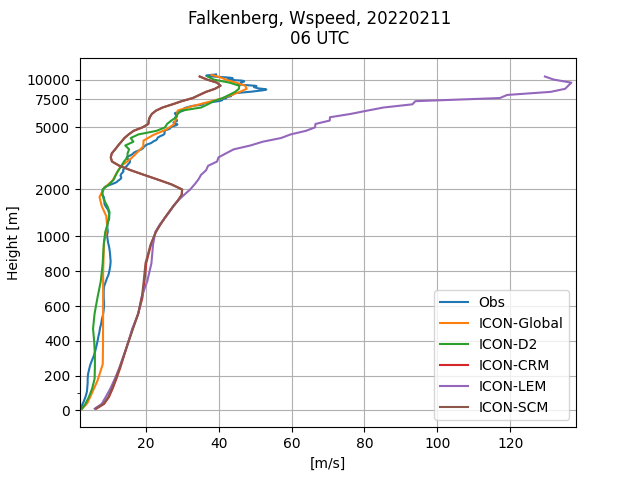 Falkenberg, Wspeed, 20220211
06 UTC
10000
7500
5000
2000
1000
800
600
400
200
0
Height [m]
Obs
ICON-Global
ICON-D2
ICON-CRM
ICON-LEM
ICON-SCM
20 40 60 80 100 120
[m/s]